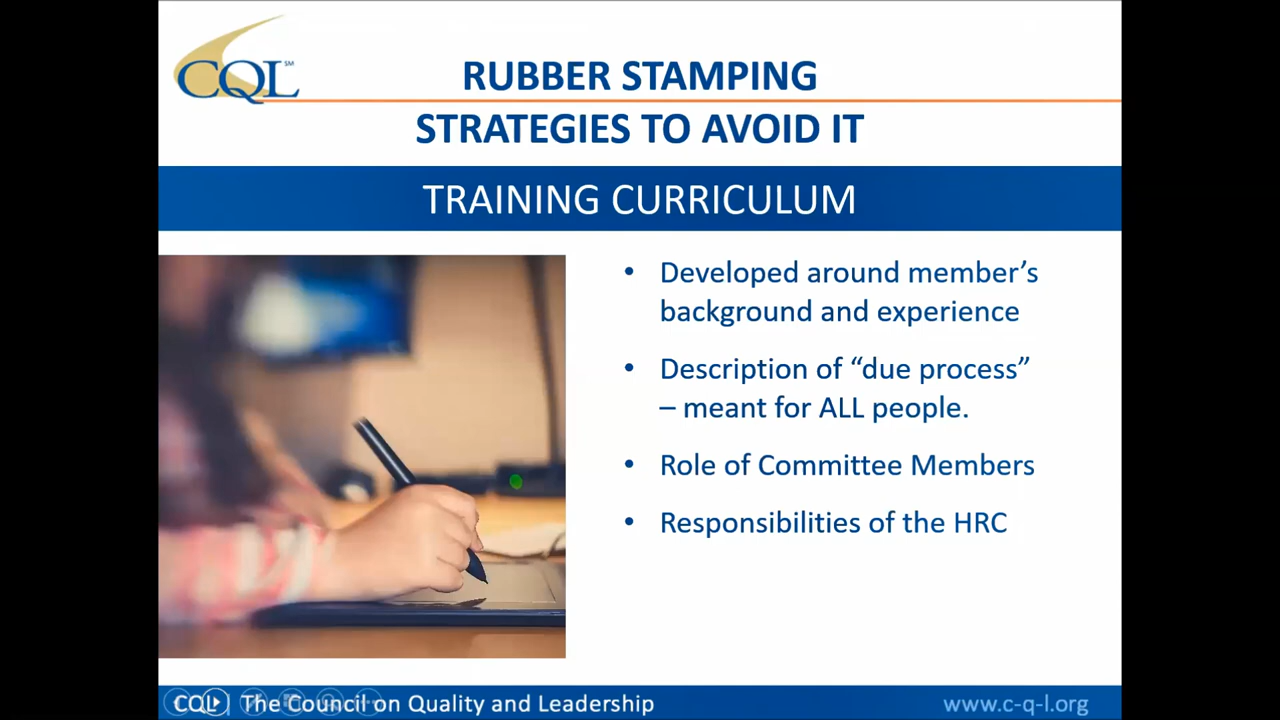 CQL SM
RUBBER STAMPING
STRATEGIES TO AVOID IT
TRAINING CURRICULUM
• Developed around member’s
background and experience
• Description of “due process”
– meant for ALL people.
• Role of Committee Members
• Responsibilities of the HRC
CQL | The Council on Quality and Leadership
www.c-q-l.org